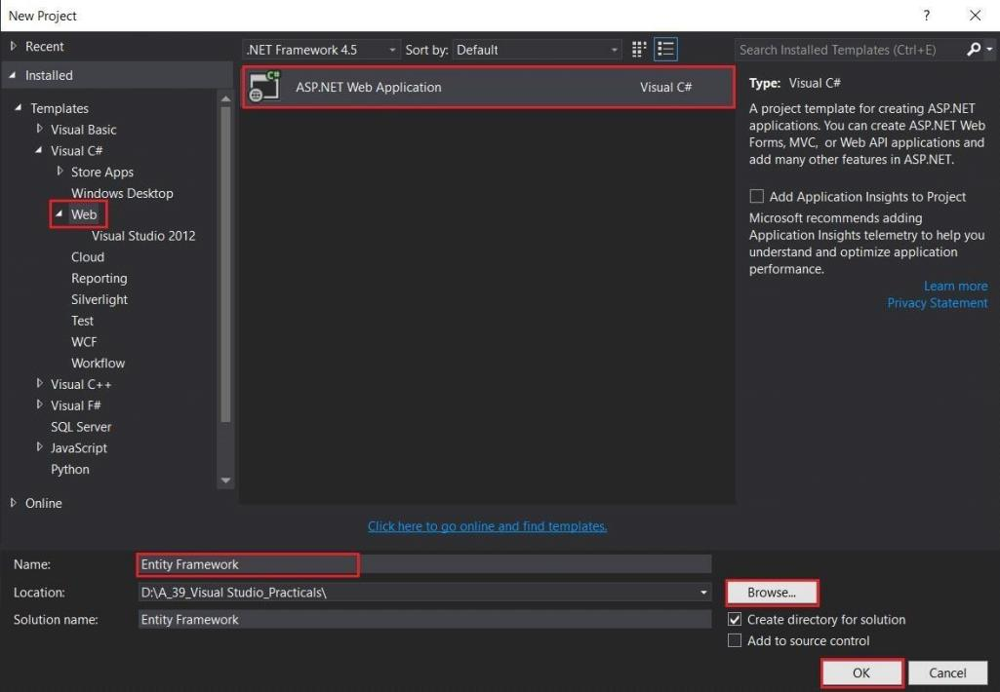 New Project
?
Recent
Installed
Templates
Visual Basic
Visual C#
Store Apps
Windows Desktop
Web
Visual Studio 2012
Cloud
Reporting
Silverlight
Test
WCF
Workflow
Visual C++
Visual F#
SQL Server
JavaScript
Python
Online
.NET Framework 4.5
Sort by: Default
C#
ASP.NET Web Application
Visual C#
Click here to go online and find templates.
Search Installed Templates (Ctrl+E)
Type: Visual C#
A project template for creating ASP.NET
applications. You can create ASP.NET Web
Forms, MVC, or Web API applications and
add many other features in ASP.NET.
Add Application Insights to Project
Microsoft recommends adding
Application Insights telemetry to help you
understand and optimize application
performance.
Learn more
Privacy Statement
Name: Entity Framework
Location: D:\A_39_Visual Studio_Practicals\
Browse...
Solution name: Entity Framework
Create directory for solution
Add to source control
OK
Cancel